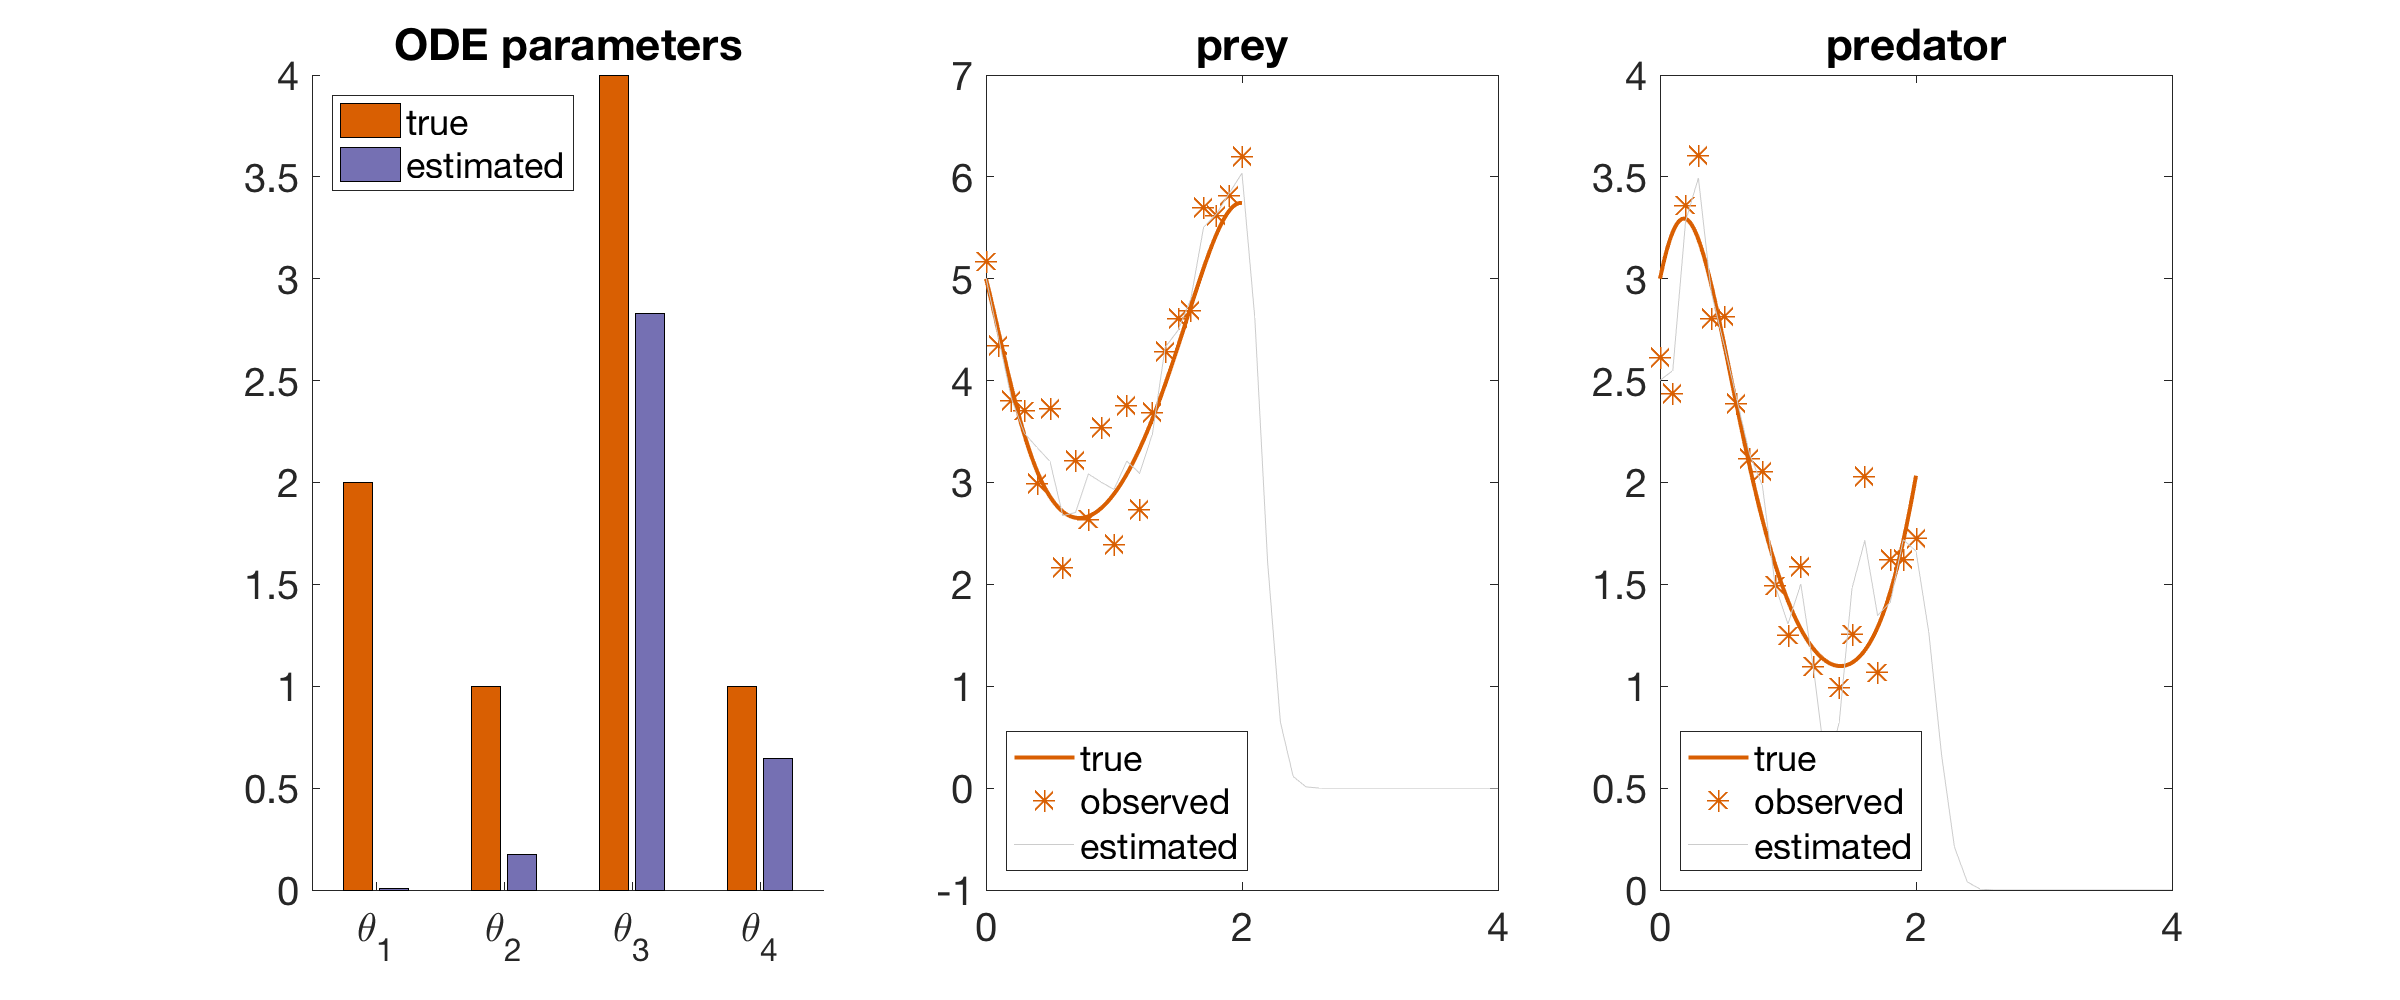 ODE parameters
4
3.5
3
2.5
2
1.5
1
0.5
0
true
estimated
θ1
θ2
θ3
θ4
prey
7
6
5
4
3
2
1
0
-1
true
observed
estimated
0
2
4
predator
4
3.5
3
2.5
2
1.5
1
0.5
0
true
observed
estimated
0
2
4